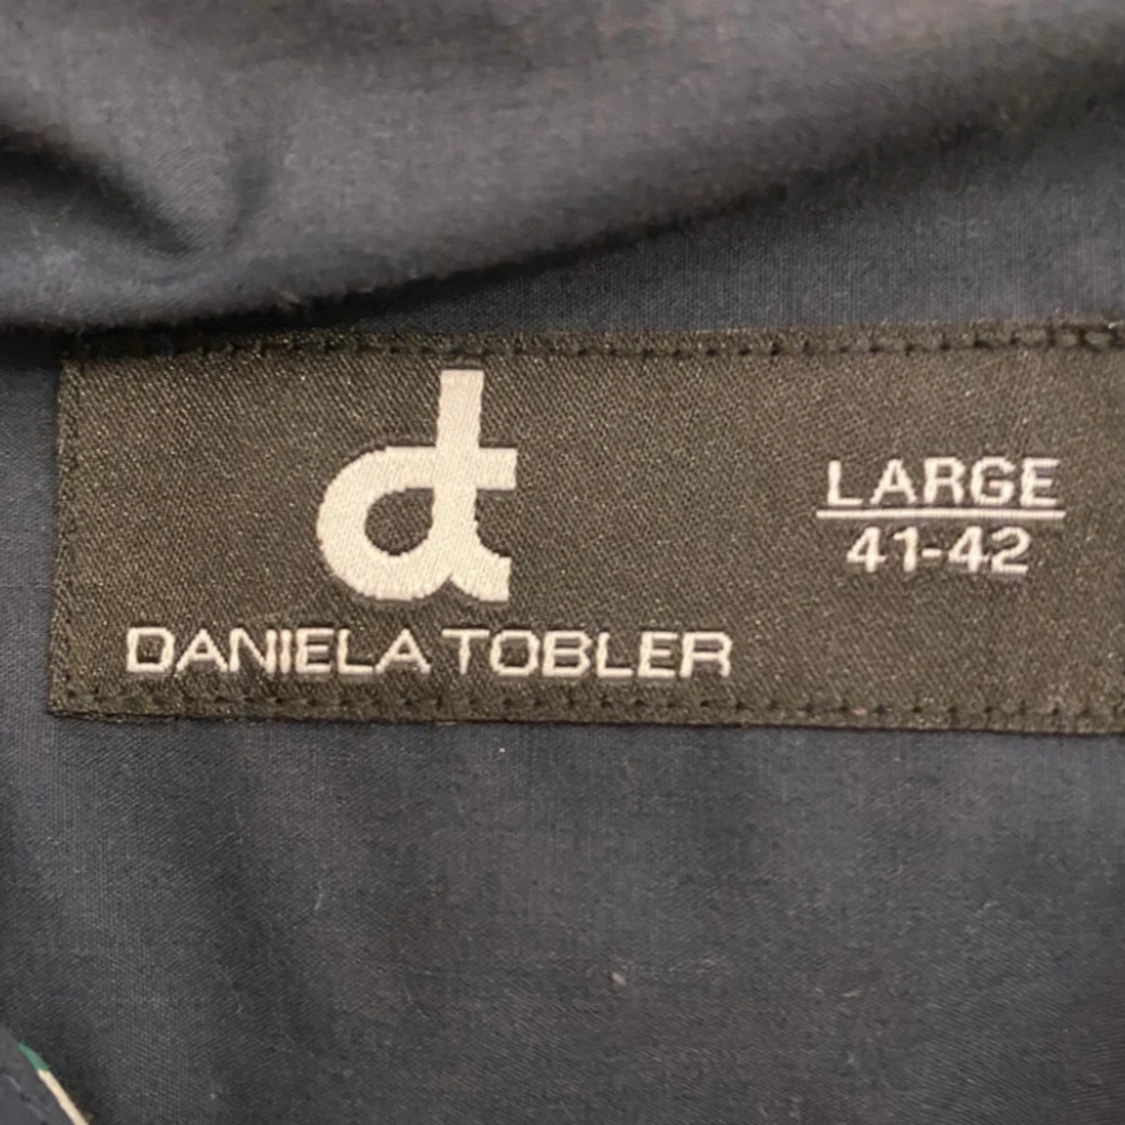 dt
DANIELA TOBLER
LARGE
41-42